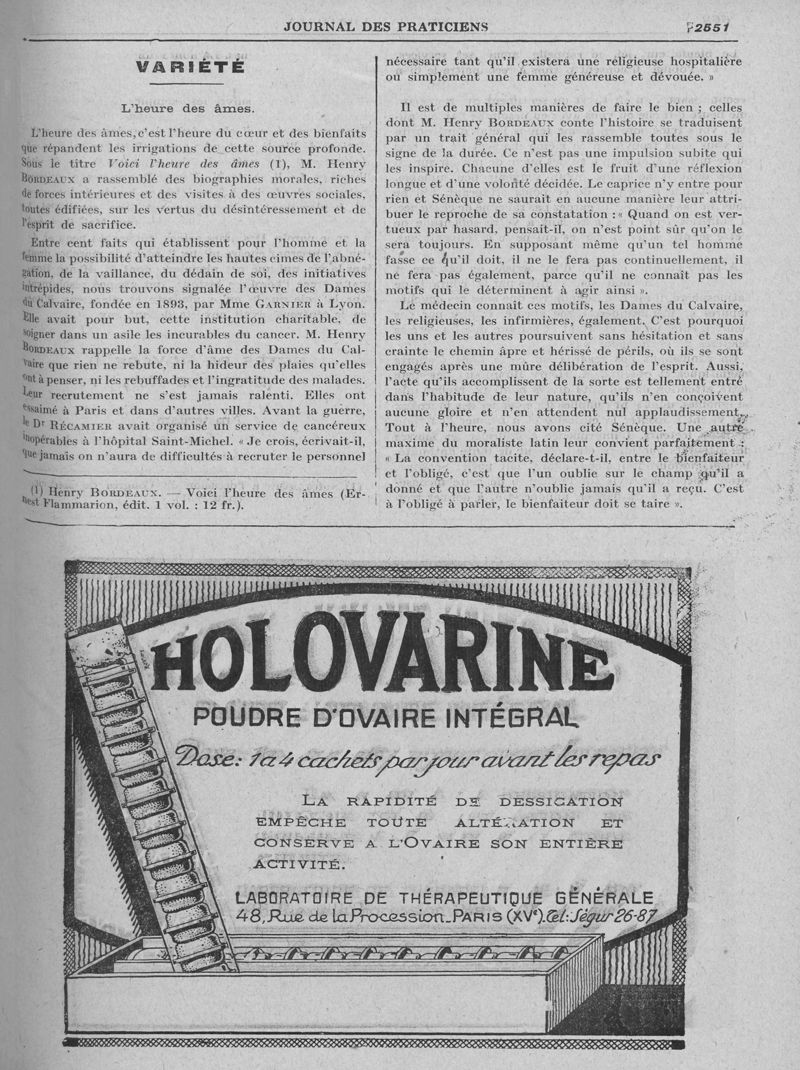 JOURNAL DES PRATICIENS
2551
VARIÉTÉ
L'heure des âmes.
L'heure des âmes, c'est l'heure du cœur et des bienfaits
que répandent les irrigations de cette source profonde.
Sous le titre Voici l'heure des âmes (1), M. Henry
BORDEAUX a rassemblé des biographies morales, riches
de forces intérieures et des visites à des œuvres sociales,
toutes édifiées, sur les vertus du désintéressement et de
l'esprit de sacrifice.
Entre cent faits qui établissent pour l'homme et la
femme la possibilité d'atteindre les hautes cimes de l'abné-
gation, de la vaillance, du dédain de soi, des initiatives
intrépides, nous trouvons signalée l'œuvre des Dames
du Calvaire, fondée en 1893, par Mme GARNIER à Lyon.
Elle avait pour but, cette institution charitable, de
soigner dans un asile les incurables du cancer. M. Henry
BORDEAUX rappelle la force d'âme des Dames du Cal-
vaire que rien ne rebute, ni la hideur des plaies qu'elles
ont à penser, ni les rebuffades et l'ingratitude des malades.
Leur recrutement ne s'est jamais ralenti. Elles ont
essaimé à Paris et dans d'autres villes. Avant la guerre,
le Dr RÉCAMIER avait organisé un service de cancéreux
inopérables à l'hôpital Saint-Michel. « Je crois, écrivait-il,
que jamais on n'aura de difficultés à recruter le personnel
(1) Henry BORDEAUX. — Voici l'heure des âmes (Er-
nest Flammarion, édit. 1 vol. : 12 fr.).
nécessaire tant qu'il existera une réligieuse hospitalière
ou simplement une femme généreuse et dévouée. »
Il est de multiples manières de faire le bien ; celles
dont M. Henry BORDEAUX conte l'histoire se traduisent
par un trait général qui les rassemble toutes sous le
signe de la durée. Ce n'est pas une impulsion subite qui
les inspire. Chacune d'elles est le fruit d'une réflexion
longue et d'une volonté décidée. Le caprice n'y entre pour
rien et Sénèque ne saurait en aucune manière leur attri-
buer le reproche de sa constatation : « Quand on est ver-
tueux par hasard, pensait-il, on n'est point sûr qu'on le
sera toujours. En supposant même qu'un tel homme
fasse ce qu'il doit, il ne le fera pas continuellement, il
ne fera pas également, parce qu'il ne connaît pas les
motifs qui le déterminent à agir ainsi ».
Le médecin connait ces motifs, les Dames du Calvaire,
les religieuses, les infirmières, également. C'est pourquoi
les uns et les autres poursuivent sans hésitation et sans
crainte le chemin âpre et hérissé de périls, où ils se sont
engagés après une mûre délibération de l'esprit. Aussi,
l'acte qu'ils accomplissent de la sorte est tellement entré
dans l'habitude de leur nature, qu'ils n'en conçoivent
aucune gloire et n'en attendent nul applaudissement.
Tout à l'heure, nous avons cité Sénèque. Une autre
maxime du moraliste latin leur convient parfaitement :
« La convention tacite, déclare-t-il, entre le bienfaiteur
et l'obligé, c'est que l'un oublie sur le champ qu'il a
donné et que l'autre n'oublie jamais qu'il a reçu. C'est
à l'obligé à parler, le bienfaiteur doit se taire ».
HOLOVARINE
POUDRE D'OVAIRE INTÉGRAL
Dose: 1 a 4 cachets par jour avant les repas
LA RAPIDITÉ DE DESSICATION
EMPÊCHE TOUTE ALTÉRATION ET
CONSERVE A L'OVAIRE SON ENTIÈRE
ACTIVITÉ.
LABORATOIRE DE THÉRAPEUTIQUE GÉNÉRALE
48, Rue de la Procession_PARIS (XVe). Tél: Ségur 26-87